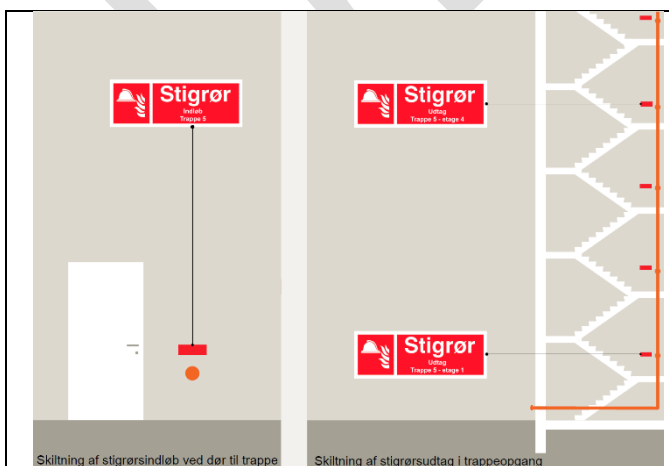 Stigrør
Indløb
Trappe 5
Stigrør
Udtag
Trappe 5 - etage 4
Stigrør
Udtag
Trappe 5 - etage 1
Skiltning af stigrørsindløb ved dør til trappe
Skiltning af stigrørsudtag i trappeopgang